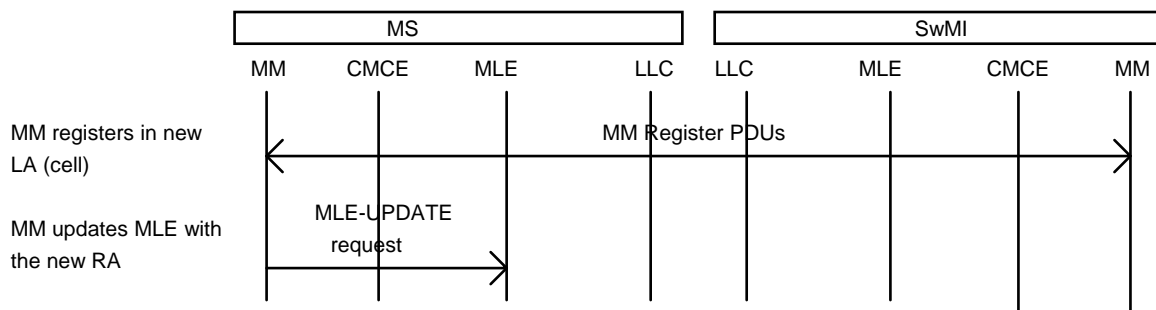 MS
SwMI
MM
CMCE
MLE
LLC
LLC
MLE
CMCE
MM
MM registers in new
LA (cell)
MM Register PDUs
MM updates MLE with
the new RA
MLE-UPDATE
request